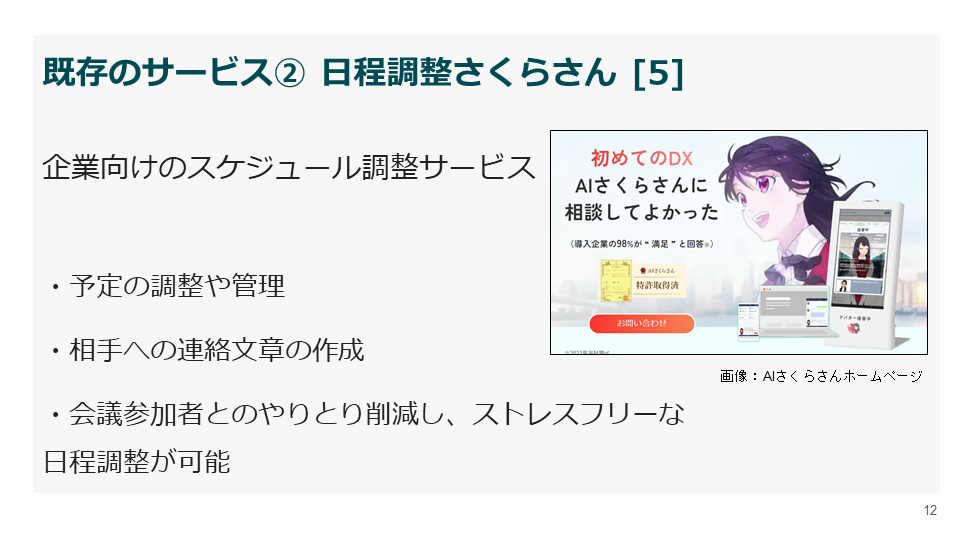 既存のサービス② 日程調整さくらさん [5]
企業向けのスケジュール調整サービス
・予定の調整や管理
・相手への連絡文章の作成
・会議参加者とのやりとり削減し、ストレスフリーな
日程調整が可能
初めてのDX
AIさくらさんに
相談してよかった
(導入企業の98%が“満足”と回答※)
AIさくらさん
特許取得済
お問い合わせ
アバター接客中
画像：AIさくらさんホームページ
12